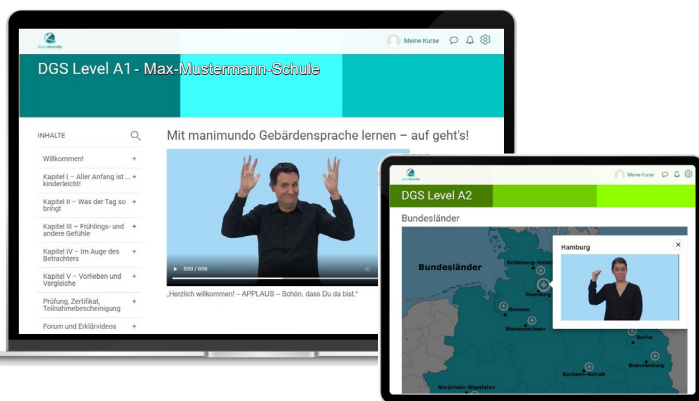 manimundo
Meine Kurse
DGS Level A1 - Max-Mustermann-Schule
INHALTE
Mit manimundo Gebärdensprache lernen – auf geht's!
Willkommen! +
Kapitel I – Aller Anfang ist ... +
kinderleicht!
Kapitel II – Was der Tag so +
bringt
Kapitel III – Frühlings- und +
andere Gefühle
Kapitel IV – Im Auge des +
Betrachters
Kapitel V – Vorlieben und +
Vergleiche
Prüfung, Zertifikat, +
Teilnahmebescheinigung
Forum und Erklärvideos +
0:03 / 0:06
„Herzlich willkommen! – APPLAUS – Schön, dass Du da bist."
manimundo
Meine Kurse
DGS Level A2
Bundesländer
Bundesländer
Hamburg ×
Hamburg
Bremen
Niedersachsen
Berlin
Brandenburg
Sachsen-Anhalt
Nordrhein-Westfalen